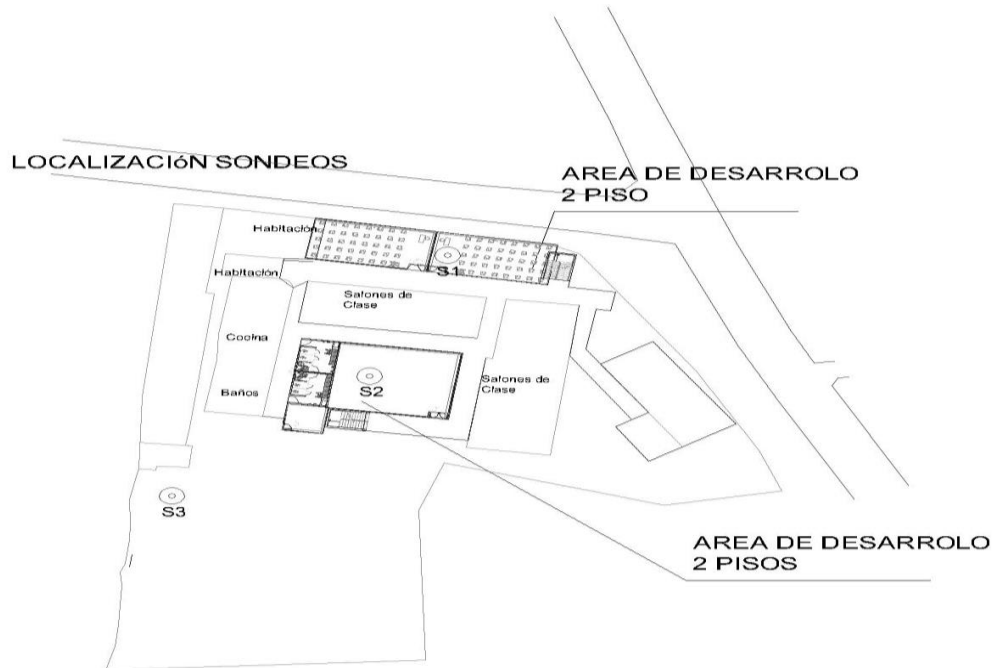 LOCALIZACIóN SONDEOS
AREA DE DESARROLO
2 PISO
Habitación
S1
Habitación
Salones de
Clase
Cocina
S2
Salones de
Clase
Baños
S3
AREA DE DESARROLO
2 PISOS